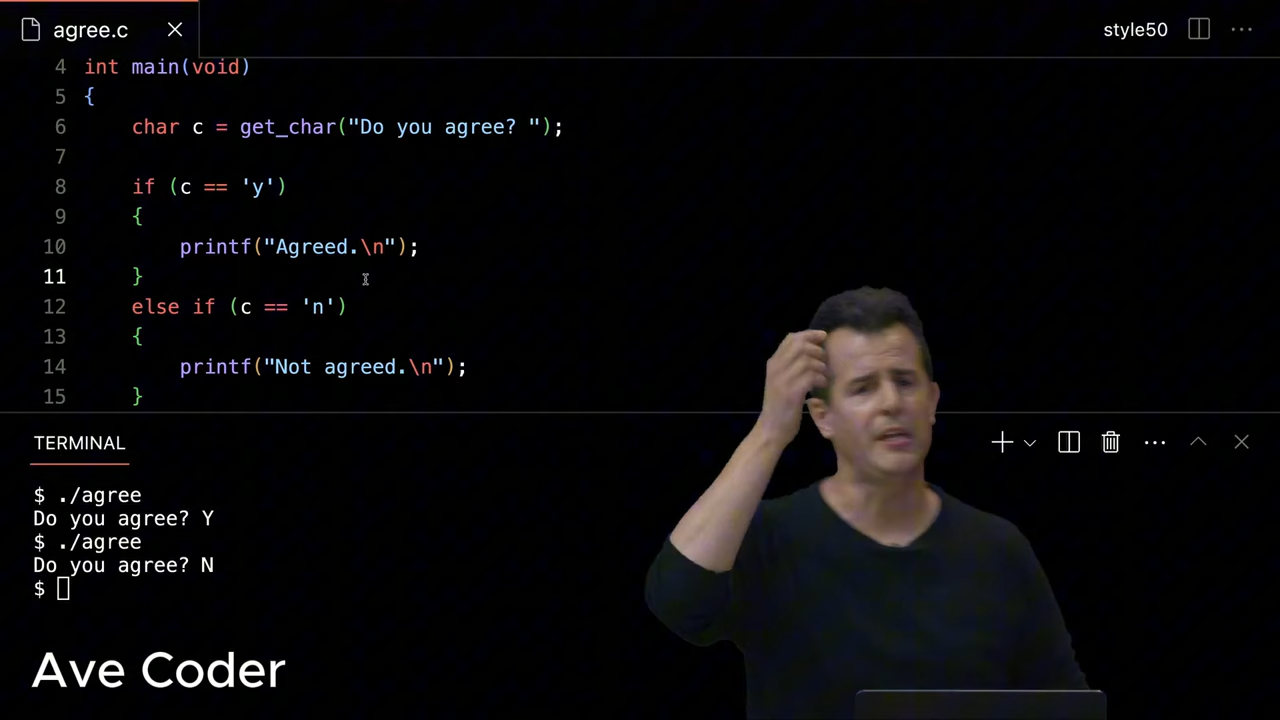 agree.c
style50
4 int main(void)
5 {
6 char c = get_char("Do you agree? ");
7
8 if (c == 'y')
9 {
10 printf("Agreed.\n");
11 }
12 else if (c == 'n')
13 {
14 printf("Not agreed.\n");
15 }
TERMINAL
$ ./agree
Do you agree? Y
$ ./agree
Do you agree? N
$
Ave Coder